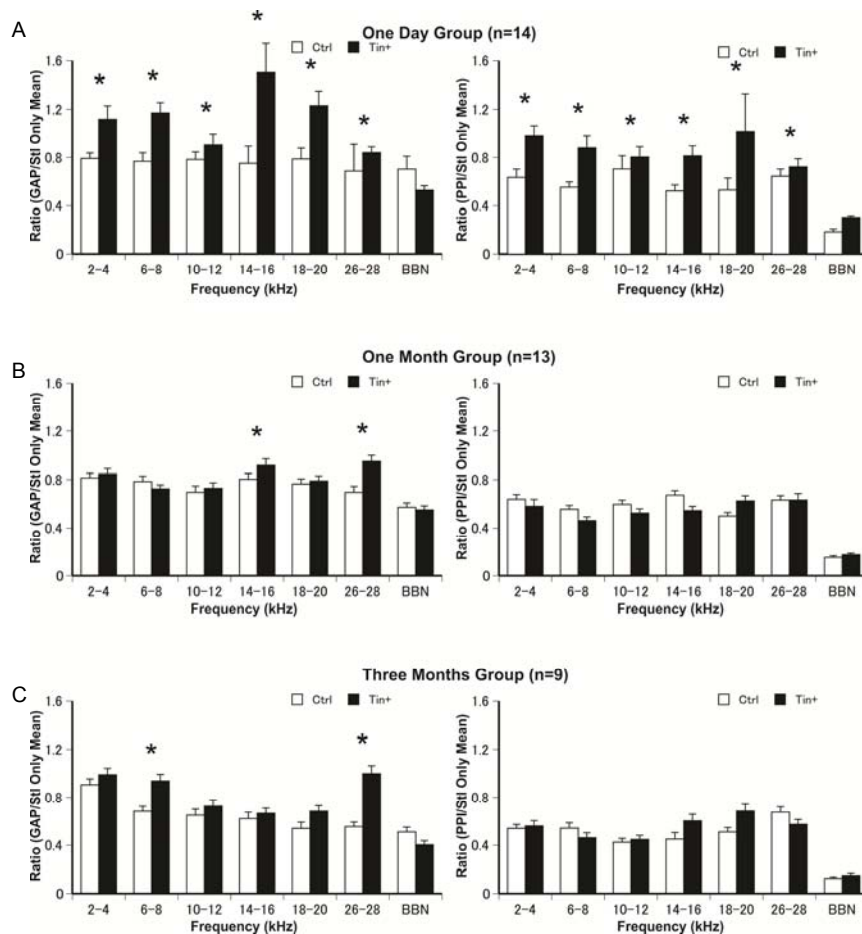 A
One Day Group (n=14)
Ctrl Tin+
Ratio (GAP/Stl Only Mean)
1.6
1.2
0.8
0.4
0
* * * * * *
2-4 6-8 10-12 14-16 18-20 26-28 BBN
Frequency (kHz)
Ctrl Tin+
Ratio (PPI/Stl Only Mean)
1.6
1.2
0.8
0.4
0
* * * * * *
2-4 6-8 10-12 14-16 18-20 26-28 BBN
Frequency (kHz)
B
One Month Group (n=13)
Ctrl Tin+
Ratio (GAP/Stl Only Mean)
1.6
1.2
0.8
0.4
0
* *
2-4 6-8 10-12 14-16 18-20 26-28 BBN
Frequency (kHz)
Ctrl Tin+
Ratio (PPI/Stl Only Mean)
1.6
1.2
0.8
0.4
0
2-4 6-8 10-12 14-16 18-20 26-28 BBN
Frequency (kHz)
C
Three Months Group (n=9)
Ctrl Tin+
Ratio (GAP/Stl Only Mean)
1.6
1.2
0.8
0.4
0
* *
2-4 6-8 10-12 14-16 18-20 26-28 BBN
Frequency (kHz)
Ctrl Tin+
Ratio (PPI/Stl Only Mean)
1.6
1.2
0.8
0.4
0
2-4 6-8 10-12 14-16 18-20 26-28 BBN
Frequency (kHz)